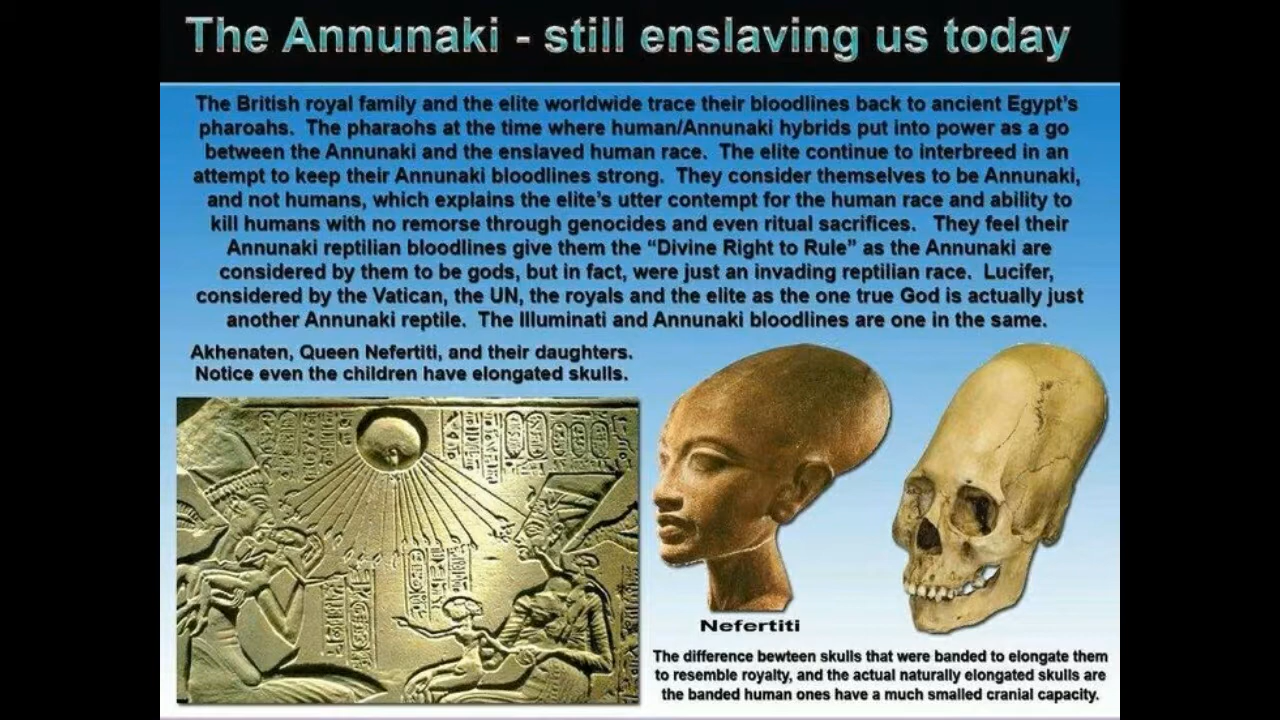 The Annunaki - still enslaving us today
The British royal family and the elite worldwide trace their bloodlines back to ancient Egypt's
pharoahs. The pharaohs at the time where human/Annunaki hybrids put into power as a go
between the Annunaki and the enslaved human race. The elite continue to interbreed in an
attempt to keep their Annunaki bloodlines strong. They consider themselves to be Annunaki,
and not humans, which explains the elite's utter contempt for the human race and ability to
kill humans with no remorse through genocides and even ritual sacrifices. They feel their
Annunaki reptilian bloodlines give them the “Divine Right to Rule” as the Annunaki are
considered by them to be gods, but in fact, were just an invading reptilian race. Lucifer,
considered by the Vatican, the UN, the royals and the elite as the one true God is actually just
another Annunaki reptile. The Illuminati and Annunaki bloodlines are one in the same.
Akhenaten, Queen Nefertiti, and their daughters.
Notice even the children have elongated skulls.
Nefertiti
The difference bewteen skulls that were banded to elongate them
to resemble royalty, and the actual naturally elongated skulls are
the banded human ones have a much smalled cranial capacity.